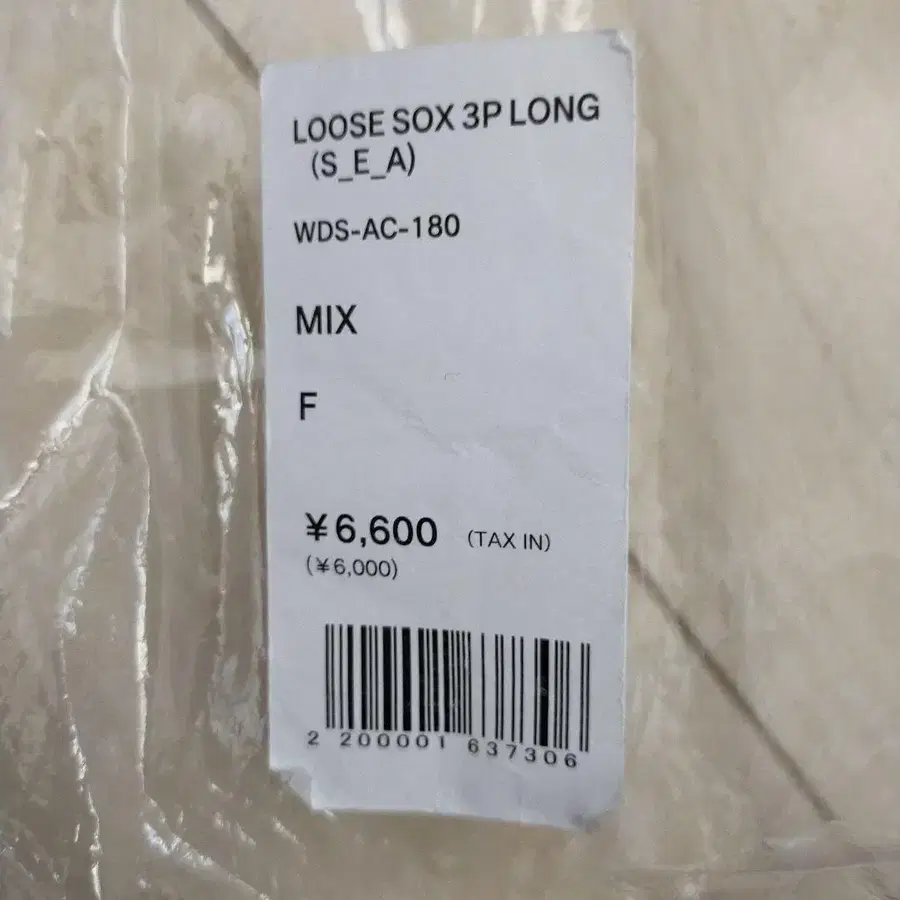 LOOSE SOX 3P LONG
(S_E_A)
WDS-AC-180
MIX
F
¥6,600 (TAX IN)
(¥6,000)
2 200001 637306